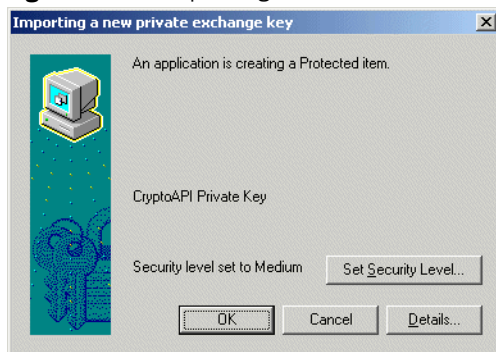 Importing a new private exchange key
An application is creating a Protected item.
CryptoAPI Private Key
Security level set to Medium
Set Security Level...
OK
Cancel
Details...